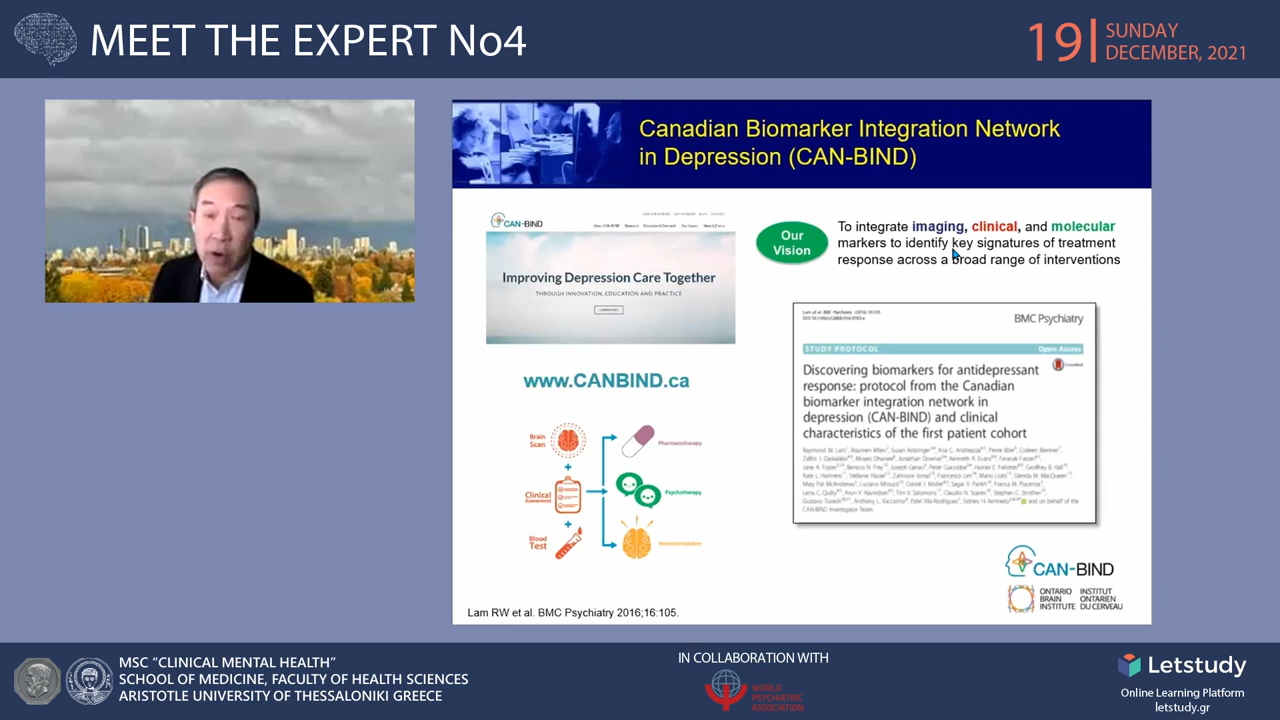 MEET THE EXPERT No4
19
SUNDAY
DECEMBER, 2021
Canadian Biomarker Integration Network
in Depression (CAN-BIND)
CAN-BIND
Improving Depression Care Together
THROUGH INNOVATION, EDUCATION AND PRACTICE
www.CANBIND.ca
Brain
Scan
+
Clinical
Assessment
+
Blood
Test
Pharmacotherapy
Psychotherapy
Neurostimulation
Our
Vision
To integrate imaging, clinical, and molecular
markers to identify key signatures of treatment
response across a broad range of interventions
BMC Psychiatry
STUDY PROTOCOL
Open Access
Discovering biomarkers for antidepressant
response: protocol from the Canadian
biomarker integration network in
depression (CAN-BIND) and clinical
characteristics of the first patient cohort
CAN-BIND Investigator Team
CAN-BIND
ONTARIO
BRAIN
INSTITUTE
INSTITUT
ONTARIEN
DU CERVEAU
Lam RW et al. BMC Psychiatry 2016;16:105.
MSC “CLINICAL MENTAL HEALTH”
SCHOOL OF MEDICINE, FACULTY OF HEALTH SCIENCES
ARISTOTLE UNIVERSITY OF THESSALONIKI GREECE
IN COLLABORATION WITH
WORLD
PSYCHIATRIC
ASSOCIATION
Letstudy
Online Learning Platform
letstudy.gr